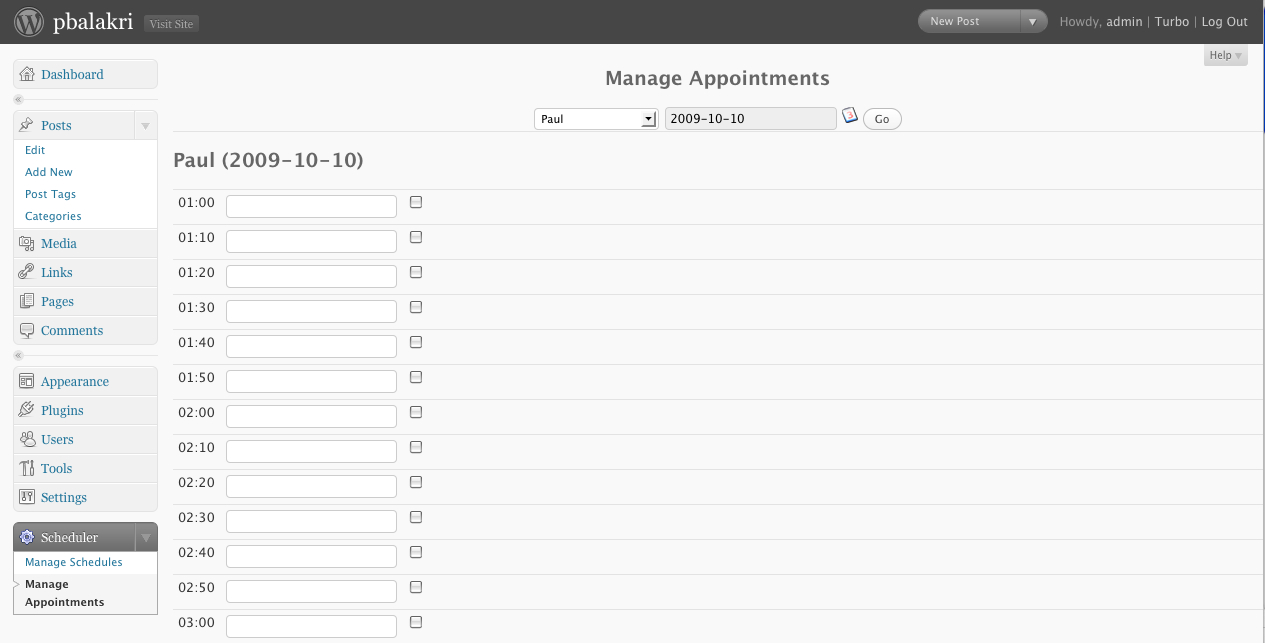 pbalakri Visit Site New Post Howdy, admin | Turbo | Log Out
Help
Dashboard
Posts
Edit
Add New
Post Tags
Categories
Media
Links
Pages
Comments
Appearance
Plugins
Users
Tools
Settings
Scheduler
Manage Schedules
Manage
Appointments
Manage Appointments
Paul 2009-10-10 3 Go
Paul (2009-10-10)
01:00
01:10
01:20
01:30
01:40
01:50
02:00
02:10
02:20
02:30
02:40
02:50
03:00